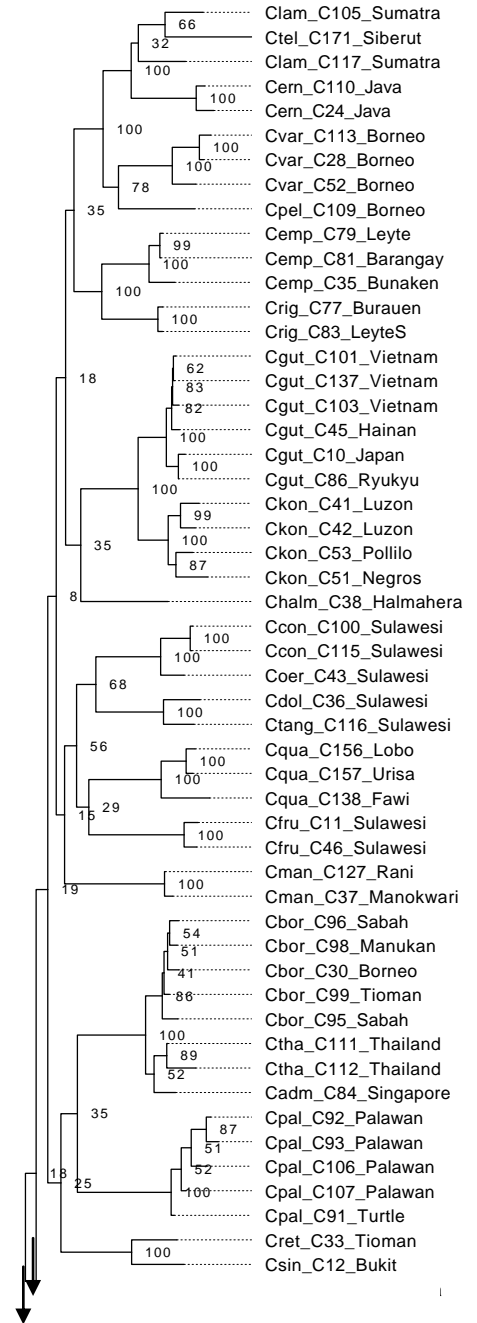 Clam_C105_Sumatra
66
Ctel_C171_Siberut
32
Clam_C117_Sumatra
100
Cern_C110_Java
100
Cern_C24_Java
100
Cvar_C113_Borneo
100
Cvar_C28_Borneo
100
Cvar_C52_Borneo
78
Cpel_C109_Borneo
35
Cemp_C79_Leyte
99
Cemp_C81_Barangay
100
Cemp_C35_Bunaken
100
Crig_C77_Burauen
100
Crig_C83_LeyteS
Cgut_C101_Vietnam
62
18
Cgut_C137_Vietnam
83
Cgut_C103_Vietnam
82
Cgut_C45_Hainan
100
Cgut_C10_Japan
100
Cgut_C86_Ryukyu
100
Ckon_C41_Luzon
99
Ckon_C42_Luzon
100
35
Ckon_C53_Pollilo
87
Ckon_C51_Negros
8
Chalm_C38_Halmahera
Ccon_C100_Sulawesi
100
Ccon_C115_Sulawesi
100
Coer_C43_Sulawesi
68
Cdol_C36_Sulawesi
100
Ctang_C116_Sulawesi
56
Cqua_C156_Lobo
100
Cqua_C157_Urisa
100
Cqua_C138_Fawi
29
15
Cfru_C11_Sulawesi
100
Cfru_C46_Sulawesi
Cman_C127_Rani
100
19
Cman_C37_Manokwari
Cbor_C96_Sabah
54
Cbor_C98_Manukan
51
Cbor_C30_Borneo
41
Cbor_C99_Tioman
86
Cbor_C95_Sabah
100
Ctha_C111_Thailand
89
Ctha_C112_Thailand
52
Cadm_C84_Singapore
35
Cpal_C92_Palawan
87
Cpal_C93_Palawan
51
Cpal_C106_Palawan
52
18
25
Cpal_C107_Palawan
100
Cpal_C91_Turtle
Cret_C33_Tioman
100
Csin_C12_Bukit